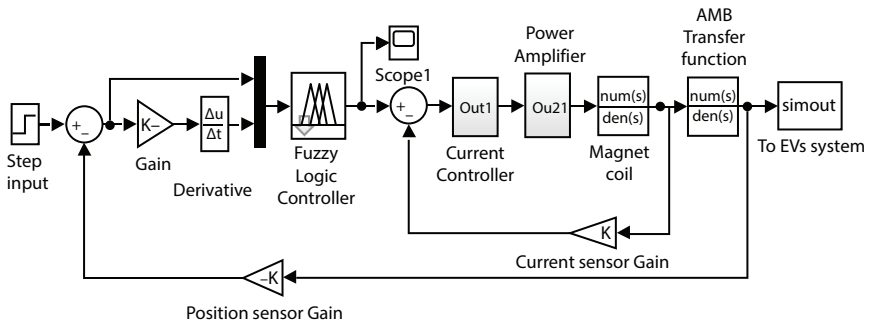 AMB
Transfer
function
Power
Amplifier
Scope1
+
−
K−
Δu
Δt
+
−
Out1
Ou21
num(s)
den(s)
num(s)
den(s)
simout
Step
input
Gain
Derivative
Fuzzy
Logic
Controller
Current
Controller
Magnet
coil
To EVs system
K
Current sensor Gain
−K
Position sensor Gain